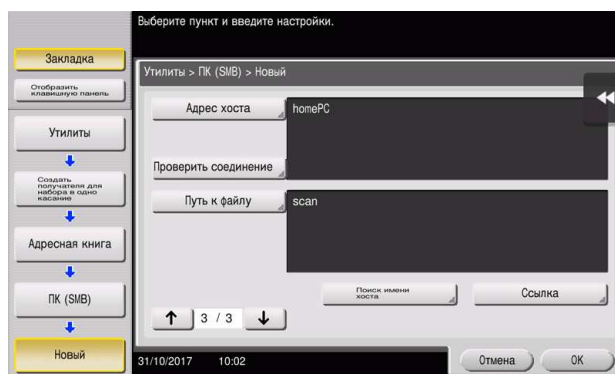 Выберите пункт и введите настройки.
Закладка
Отобразить
клавишную панель
Утилиты
Создать
получателя для
набора в одно
касание
Адресная книга
ПК (SMB)
Новый
Утилиты > ПК (SMB) > Новый
Адрес хоста
homePC
Проверить соединение
Путь к файлу
scan
Поиск имени
хоста
Ссылка
3 / 3
31/10/2017 10:02
Отмена
OK